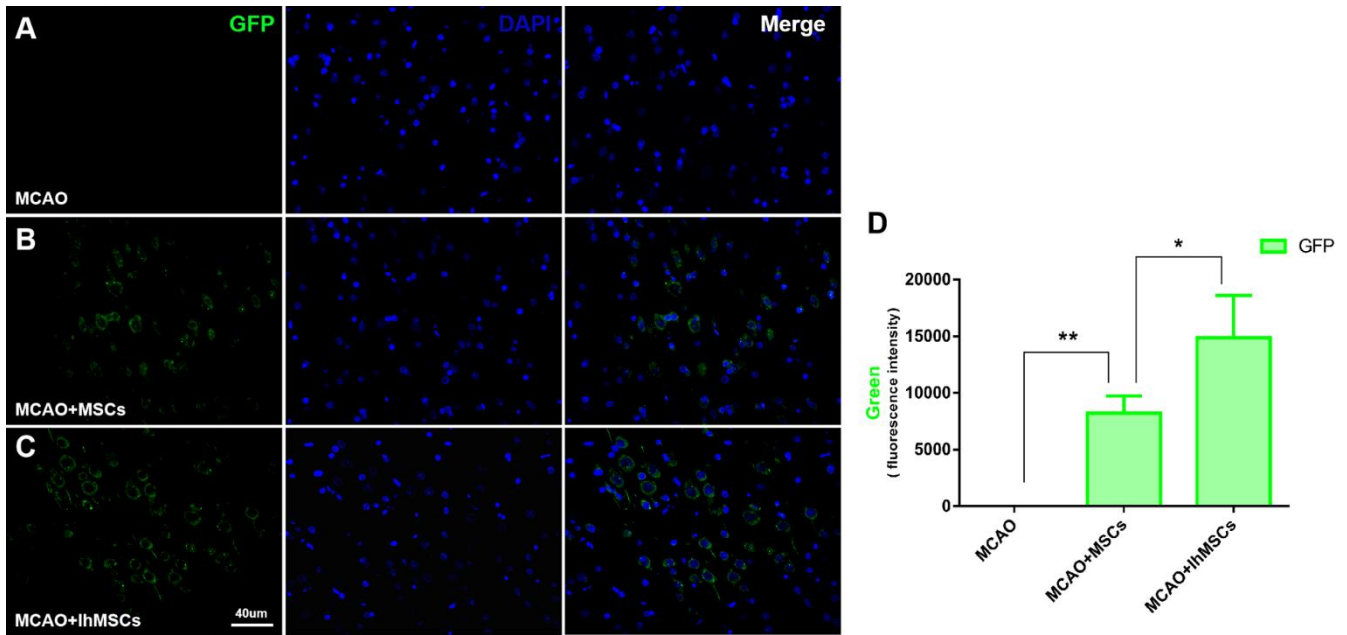 A
GFP
DAPI
Merge
MCAO
B
MCAO+MSCs
C
MCAO+IhMSCs
40um
D
GFP
*
**
Green
( fluorescence intensity)
20000
15000
10000
5000
0
MCAO
MCAO+MSCs
MCAO+IhMSCs